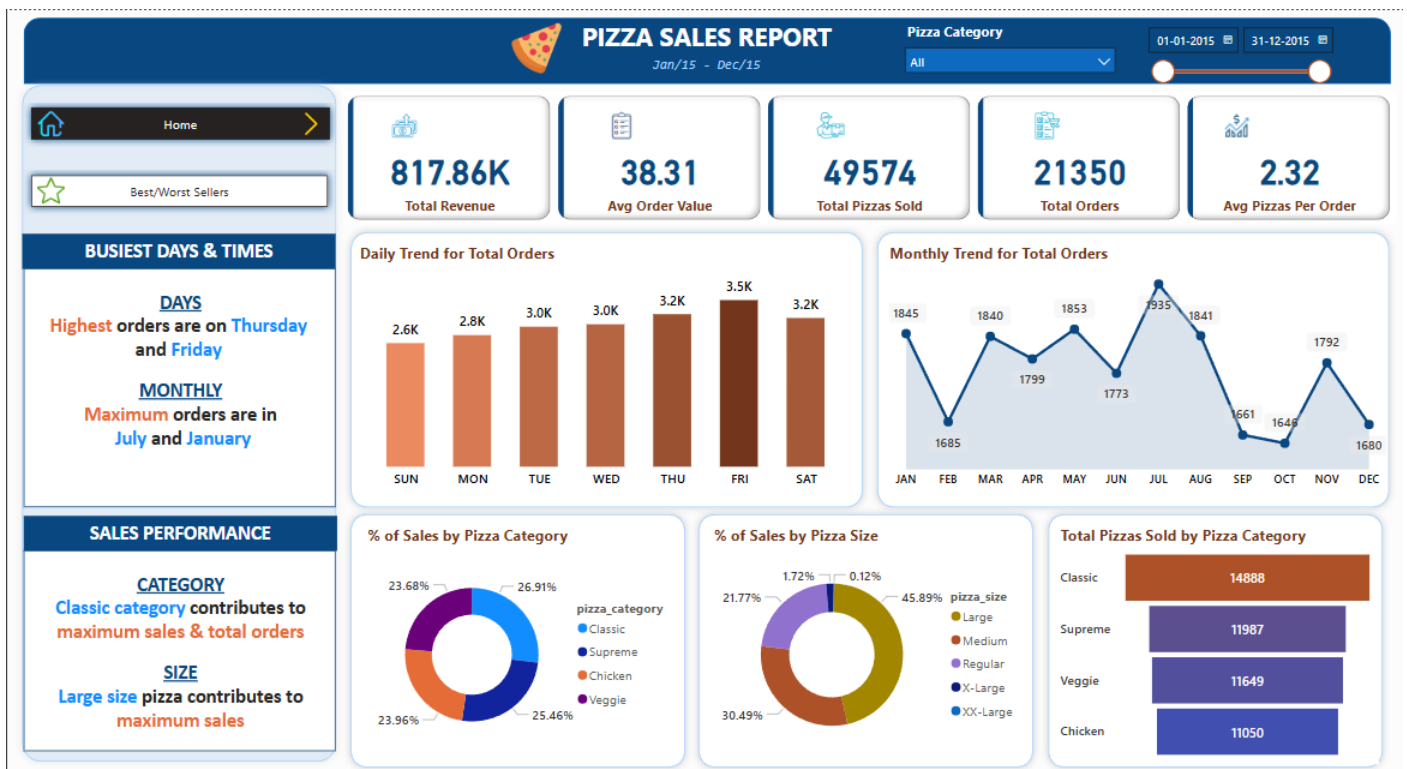 PIZZA SALES REPORT
Jan/15 - Dec/15
Pizza Category
All
01-01-2015
31-12-2015
Home
Best/Worst Sellers
817.86K
Total Revenue
38.31
Avg Order Value
49574
Total Pizzas Sold
21350
Total Orders
2.32
Avg Pizzas Per Order
BUSIEST DAYS & TIMES
DAYS
Highest orders are on Thursday
and Friday
MONTHLY
Maximum orders are in
July and January
Daily Trend for Total Orders
2.6K
2.8K
3.0K
3.0K
3.2K
3.5K
3.2K
SUN MON TUE WED THU FRI SAT
Monthly Trend for Total Orders
1845
1685
1840
1799
1853
1773
1935
1841
1661
1646
1792
1680
JAN FEB MAR APR MAY JUN JUL AUG SEP OCT NOV DEC
SALES PERFORMANCE
CATEGORY
Classic category contributes to
maximum sales & total orders
SIZE
Large size pizza contributes to
maximum sales
% of Sales by Pizza Category
23.68%
26.91%
23.96%
25.46%
pizza_category
Classic
Supreme
Chicken
Veggie
% of Sales by Pizza Size
1.72%
0.12%
21.77%
45.89%
30.49%
pizza_size
Large
Medium
Regular
X-Large
XX-Large
Total Pizzas Sold by Pizza Category
Classic 14888
Supreme 11987
Veggie 11649
Chicken 11050